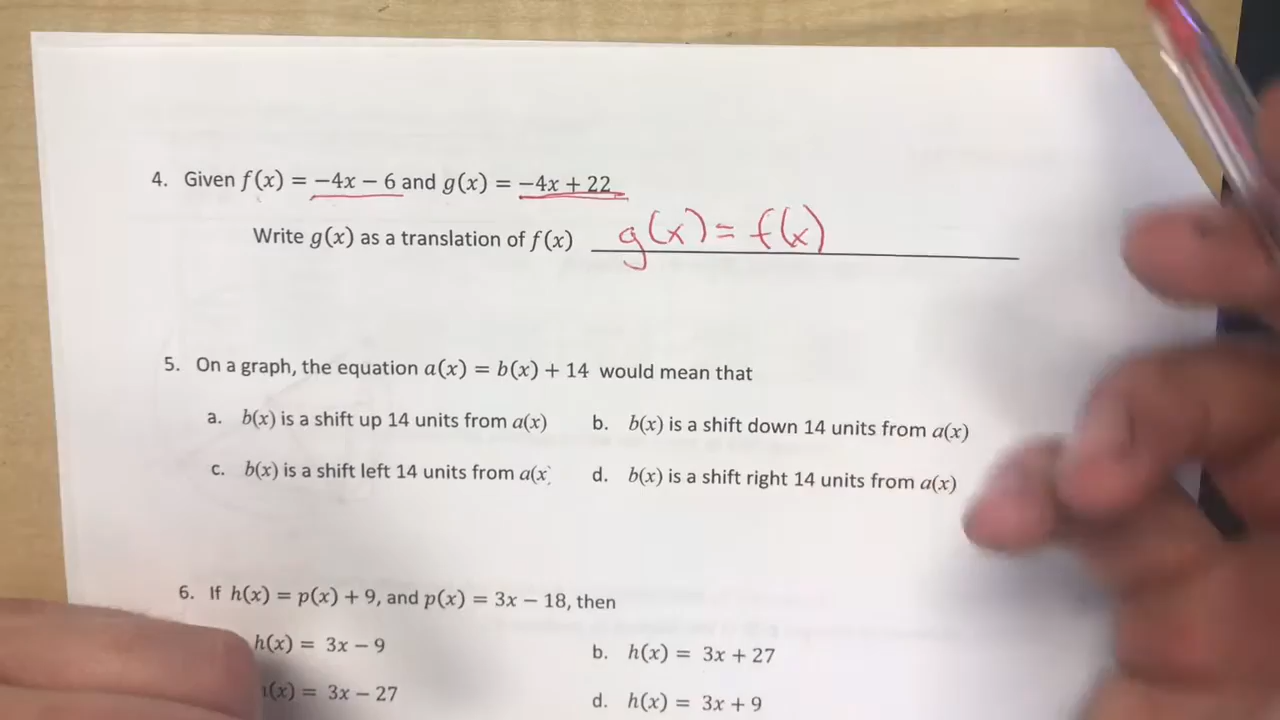 4. Given f(x) = −4x − 6 and g(x) = −4x + 22
Write g(x) as a translation of f(x) g(x) = f(x)
5. On a graph, the equation a(x) = b(x) + 14 would mean that
a. b(x) is a shift up 14 units from a(x) b. b(x) is a shift down 14 units from a(x)
c. b(x) is a shift left 14 units from a(x) d. b(x) is a shift right 14 units from a(x)
6. If h(x) = p(x) + 9, and p(x) = 3x − 18, then
h(x) = 3x − 9 b. h(x) = 3x + 27
(x) = 3x − 27 d. h(x) = 3x + 9